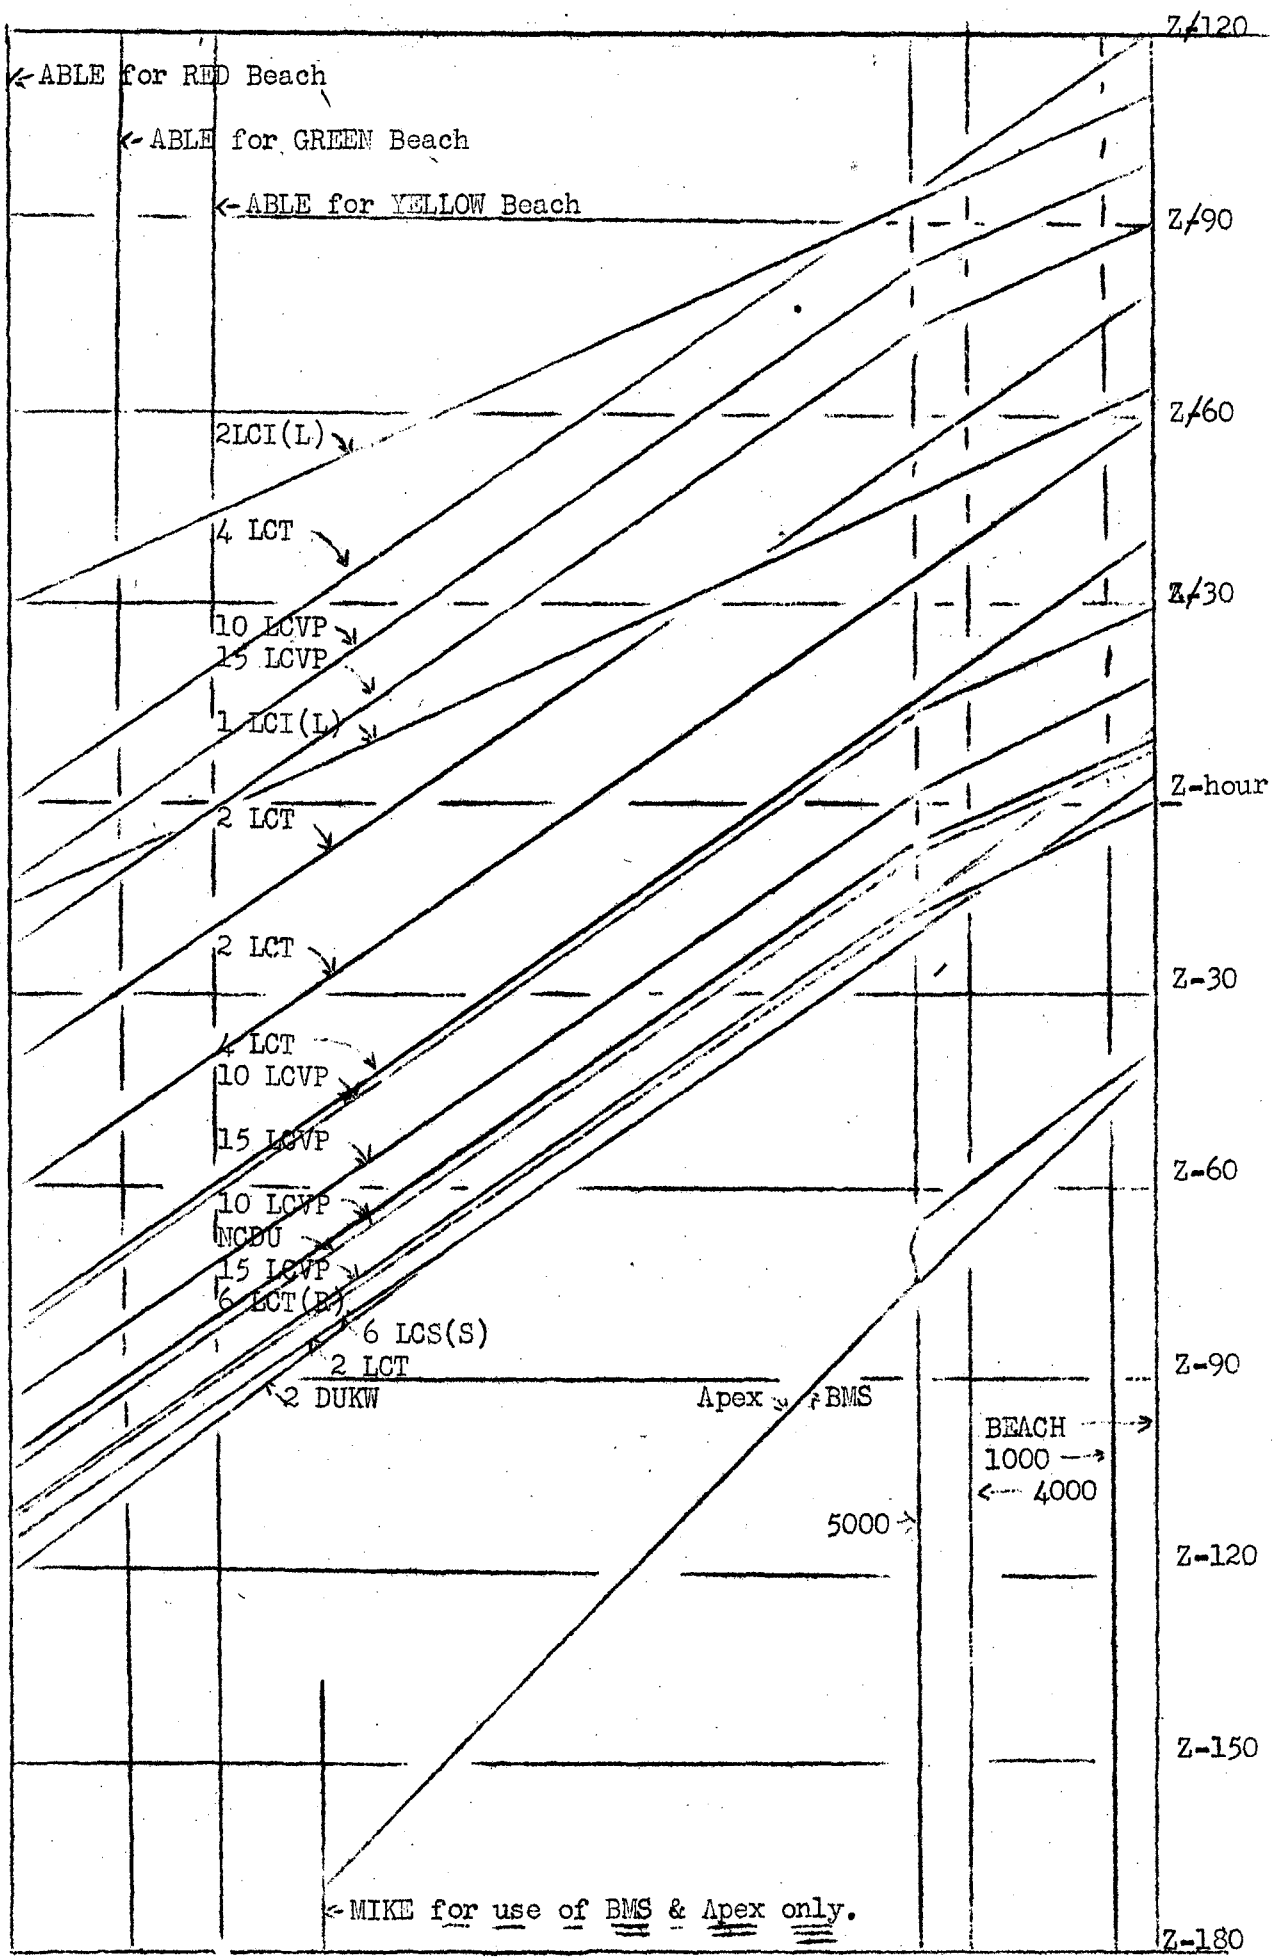 Z/120
<- ABLE for RED Beach
<- ABLE for GREEN Beach
<- ABLE for YELLOW Beach
Z/90
Z/60
2LCI(L)
4 LCT
Z/30
10 LCVP
15 LCVP
1 LCI(L)
Z-hour
2 LCT
2 LCT
Z-30
4 LCT
10 LCVP
15 LCVP
Z-60
10 LCVP
NCDU
15 LCVP
6 LCT(R)
6 LCS(S)
2 LCT
Z-90
2 DUKW
Apex
BMS
BEACH
1000
4000
5000
Z-120
Z-150
<- MIKE for use of BMS & Apex only.
Z-180